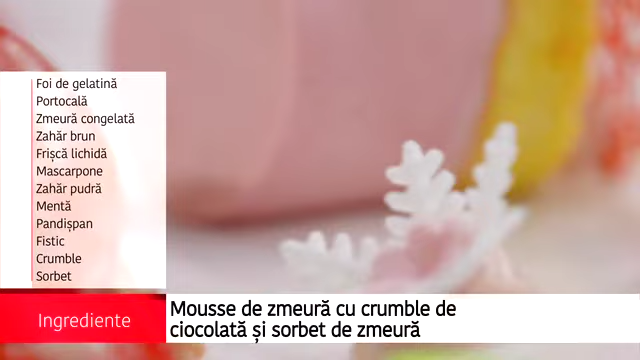 Foi de gelatină
Portocală
Zmeură congelată
Zahăr brun
Frișcă lichidă
Mascarpone
Zahăr pudră
Mentă
Pandișpan
Fistic
Crumble
Sorbet
Ingrediente
Mousse de zmeură cu crumble de
ciocolată și sorbet de zmeură